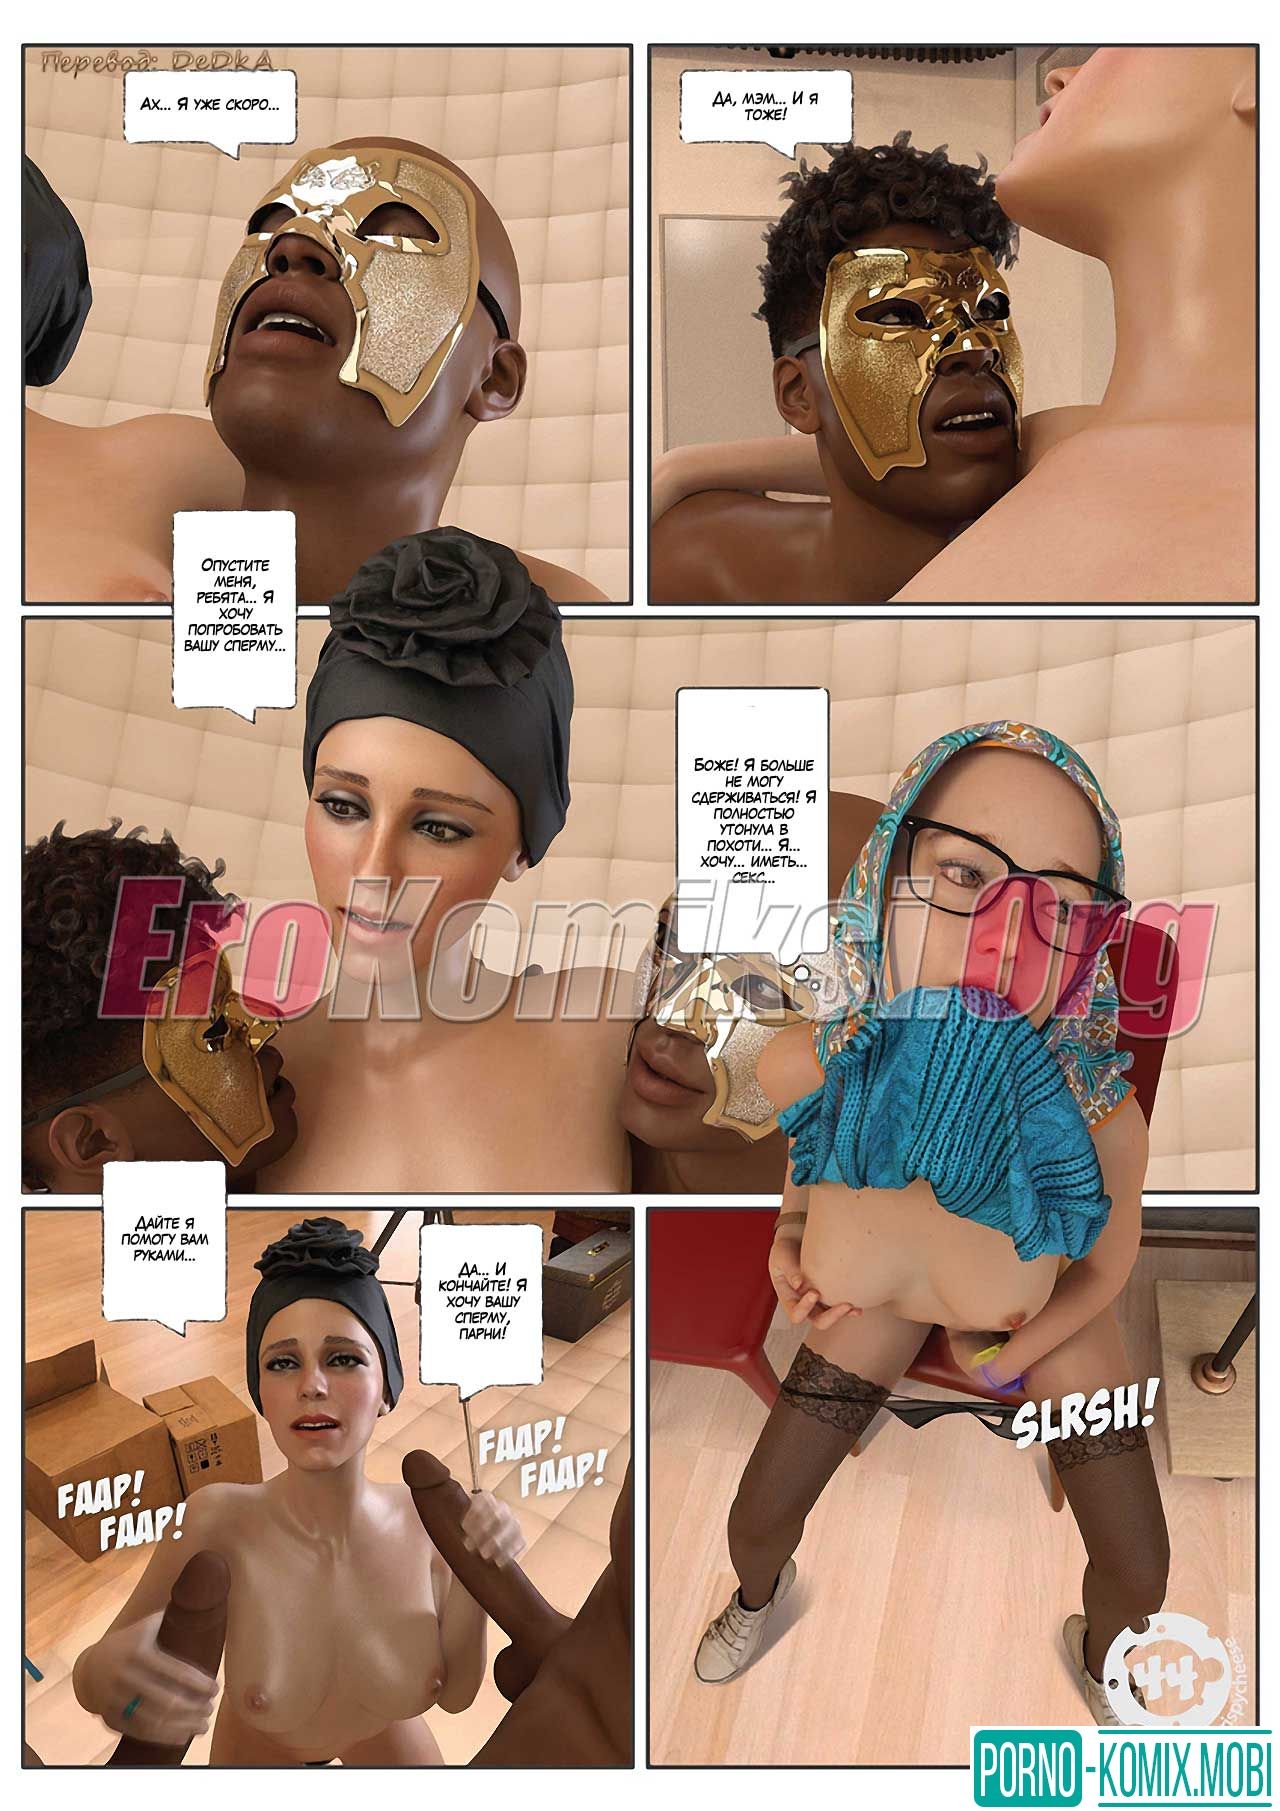 Перевод: DeDkA
Ах... Я уже скоро...
Да, мэм... И я
тоже!
Опустите
меня,
ребята... Я
хочу
попробовать
вашу сперму...
Боже! Я больше
не могу
сдерживаться! Я
полностью
утонула в
похоти... Я...
хочу... иметь...
секс...
EroKomiksi.Org
Дайте я
помогу вам
руками...
Да... И
кончайте! Я
хочу вашу
сперму,
парни!
FAAP!
FAAP!
FAAP!
FAAP!
SLRSH!
44
PORNO-KOMIX.MOBI